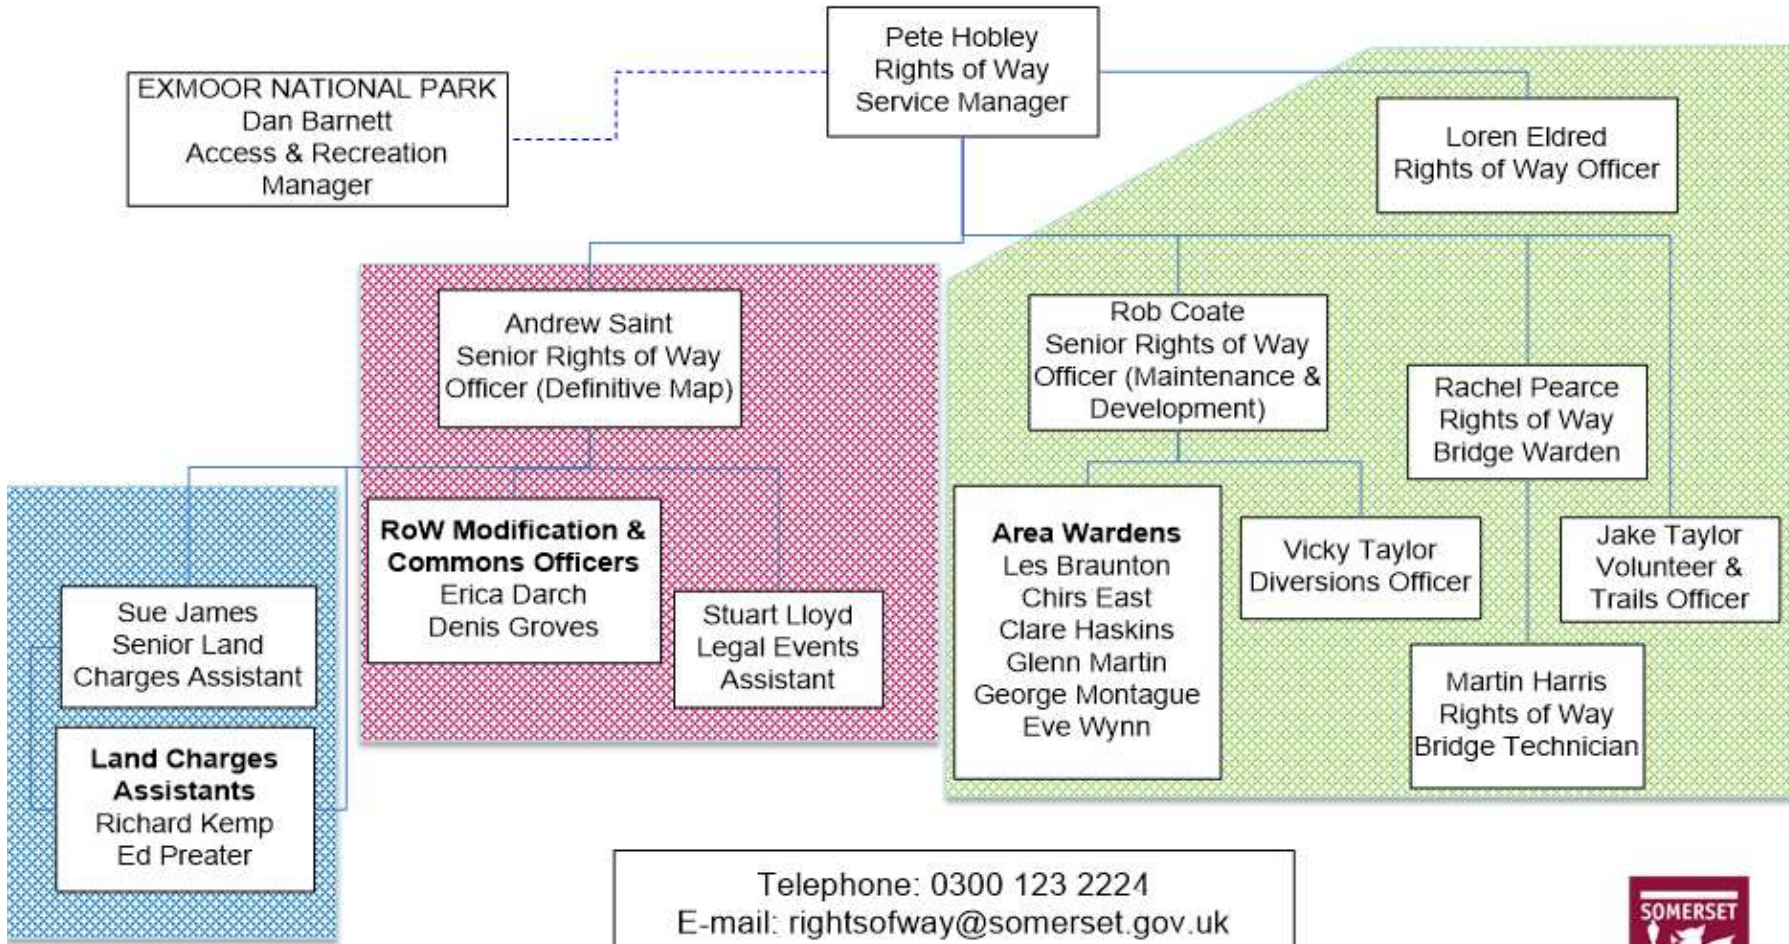 Pete Hobley
Rights of Way
Service Manager
EXMOOR NATIONAL PARK
Dan Barnett
Access & Recreation
Manager
Loren Eldred
Rights of Way Officer
Andrew Saint
Senior Rights of Way
Officer (Definitive Map)
Rob Coate
Senior Rights of Way
Officer (Maintenance &
Development)
Rachel Pearce
Rights of Way
Bridge Warden
Sue James
Senior Land
Charges Assistant
RoW Modification &
Commons Officers
Erica Darch
Denis Groves
Stuart Lloyd
Legal Events
Assistant
Area Wardens
Les Braunton
Chirs East
Clare Haskins
Glenn Martin
George Montague
Eve Wynn
Vicky Taylor
Diversions Officer
Jake Taylor
Volunteer &
Trails Officer
Martin Harris
Rights of Way
Bridge Technician
Land Charges
Assistants
Richard Kemp
Ed Preater
Telephone: 0300 123 2224
E-mail: rightsofway@somerset.gov.uk
SOMERSET